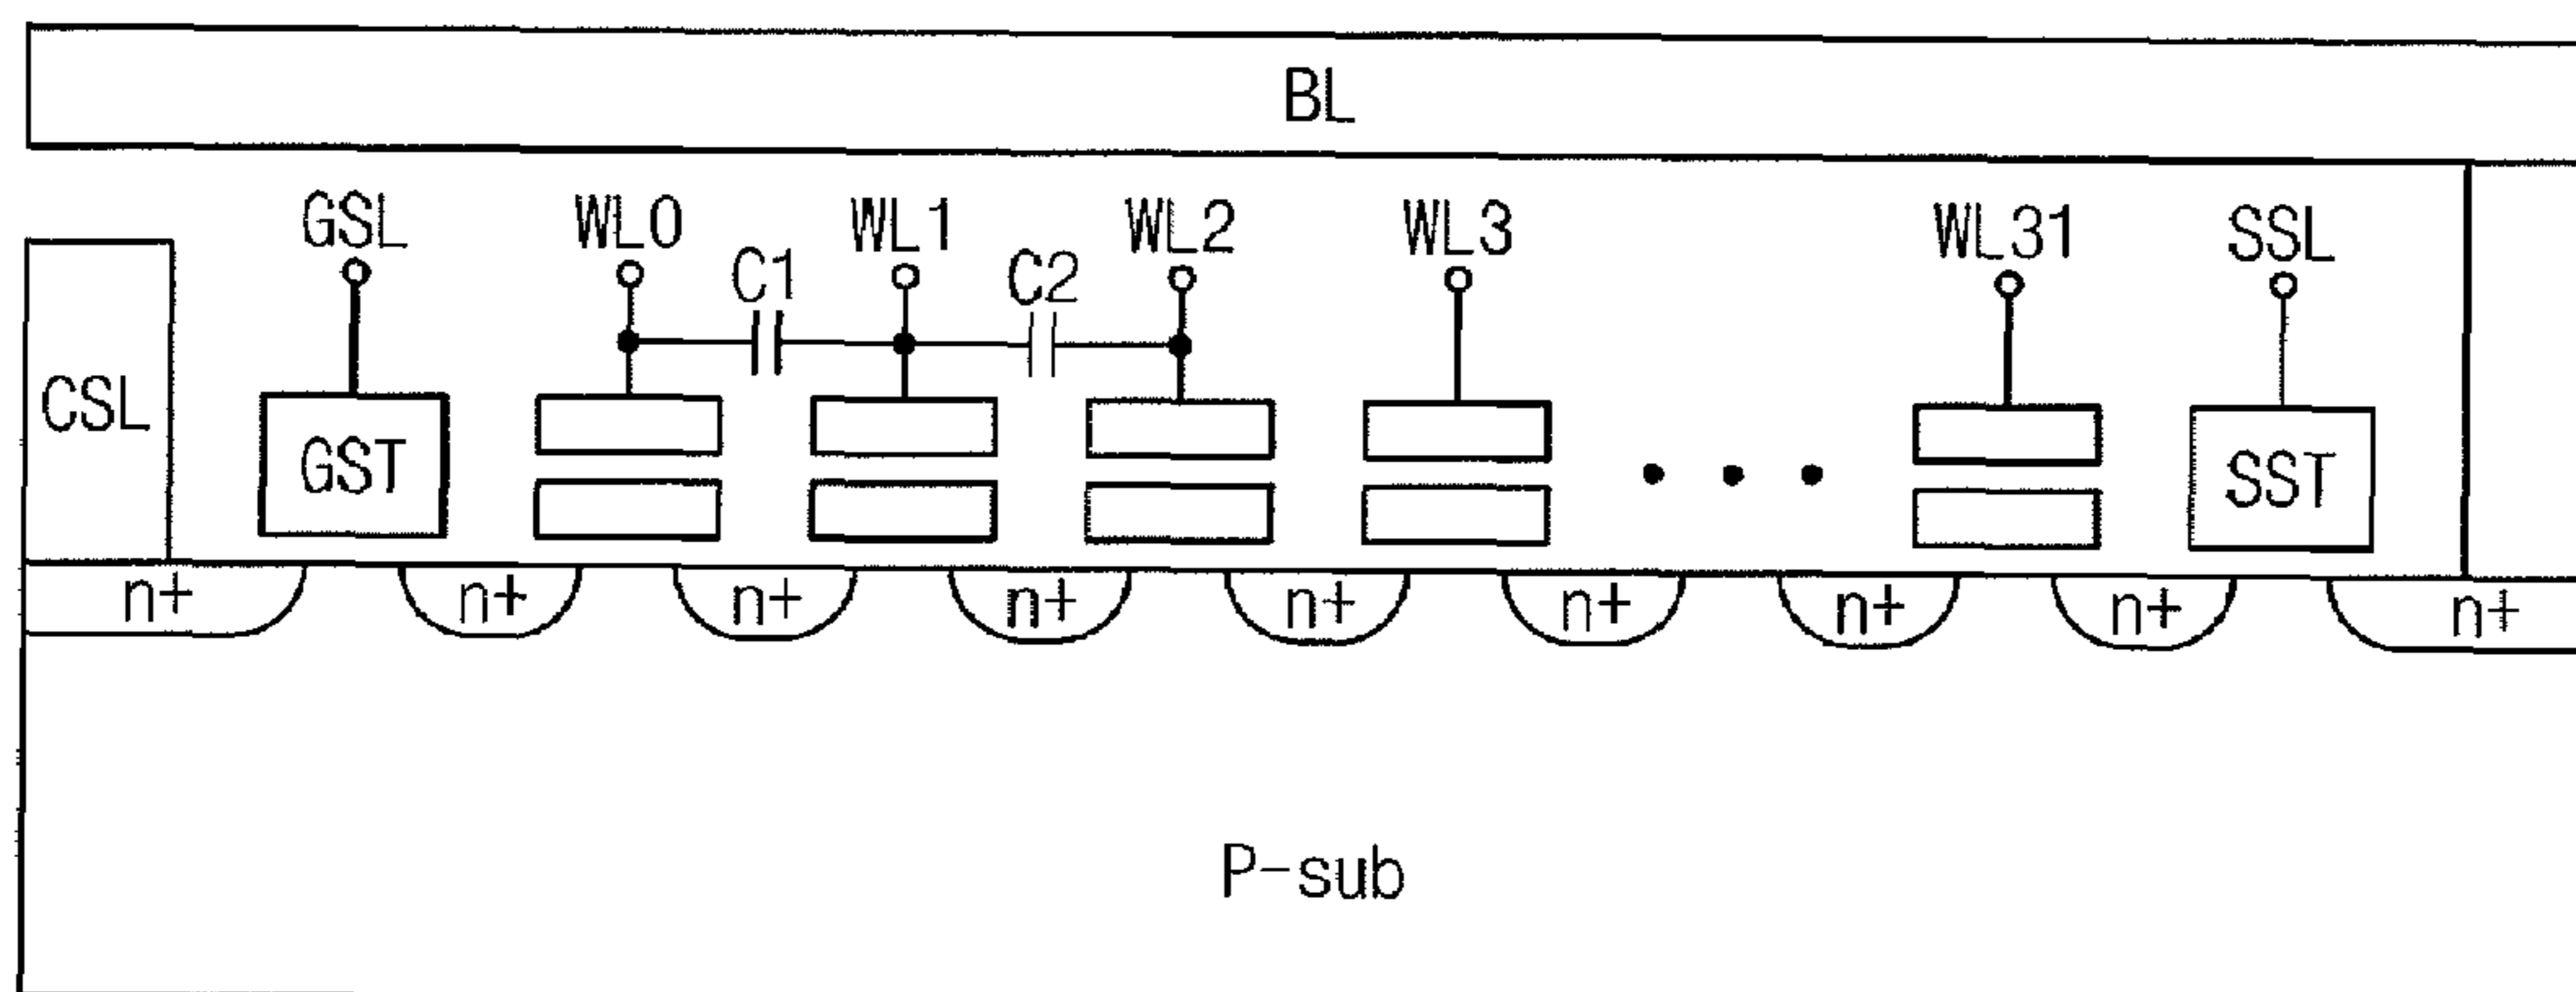 BL
GSL WL0 WL1 WL2 WL3 WL31 SSL
C1 C2
CSL GST SST
n+ n+ n+ n+ n+ n+ n+ n+ n+
P-sub